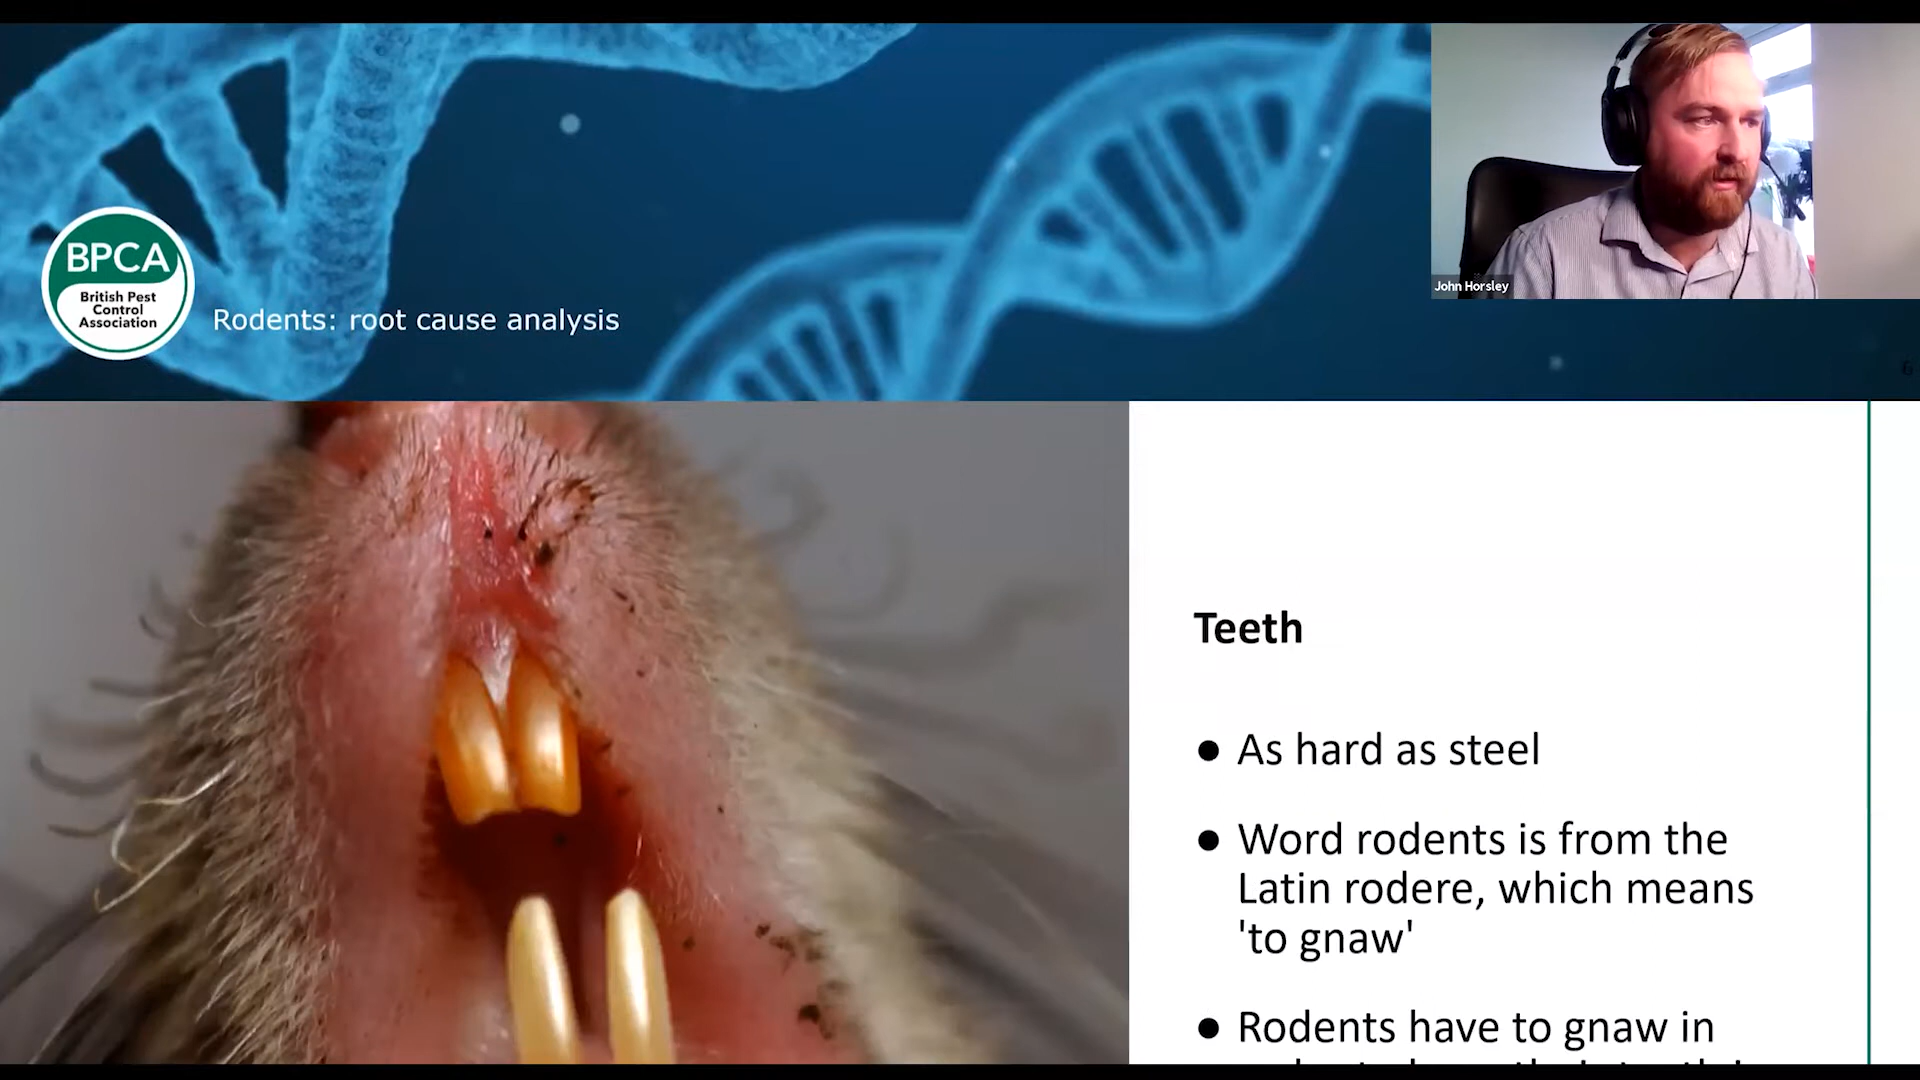 BPCA
British Pest
Control
Association
Rodents: root cause analysis
John Horsley
6
Teeth
● As hard as steel
● Word rodents is from the
Latin rodere, which means
'to gnaw'
● Rodents have to gnaw in